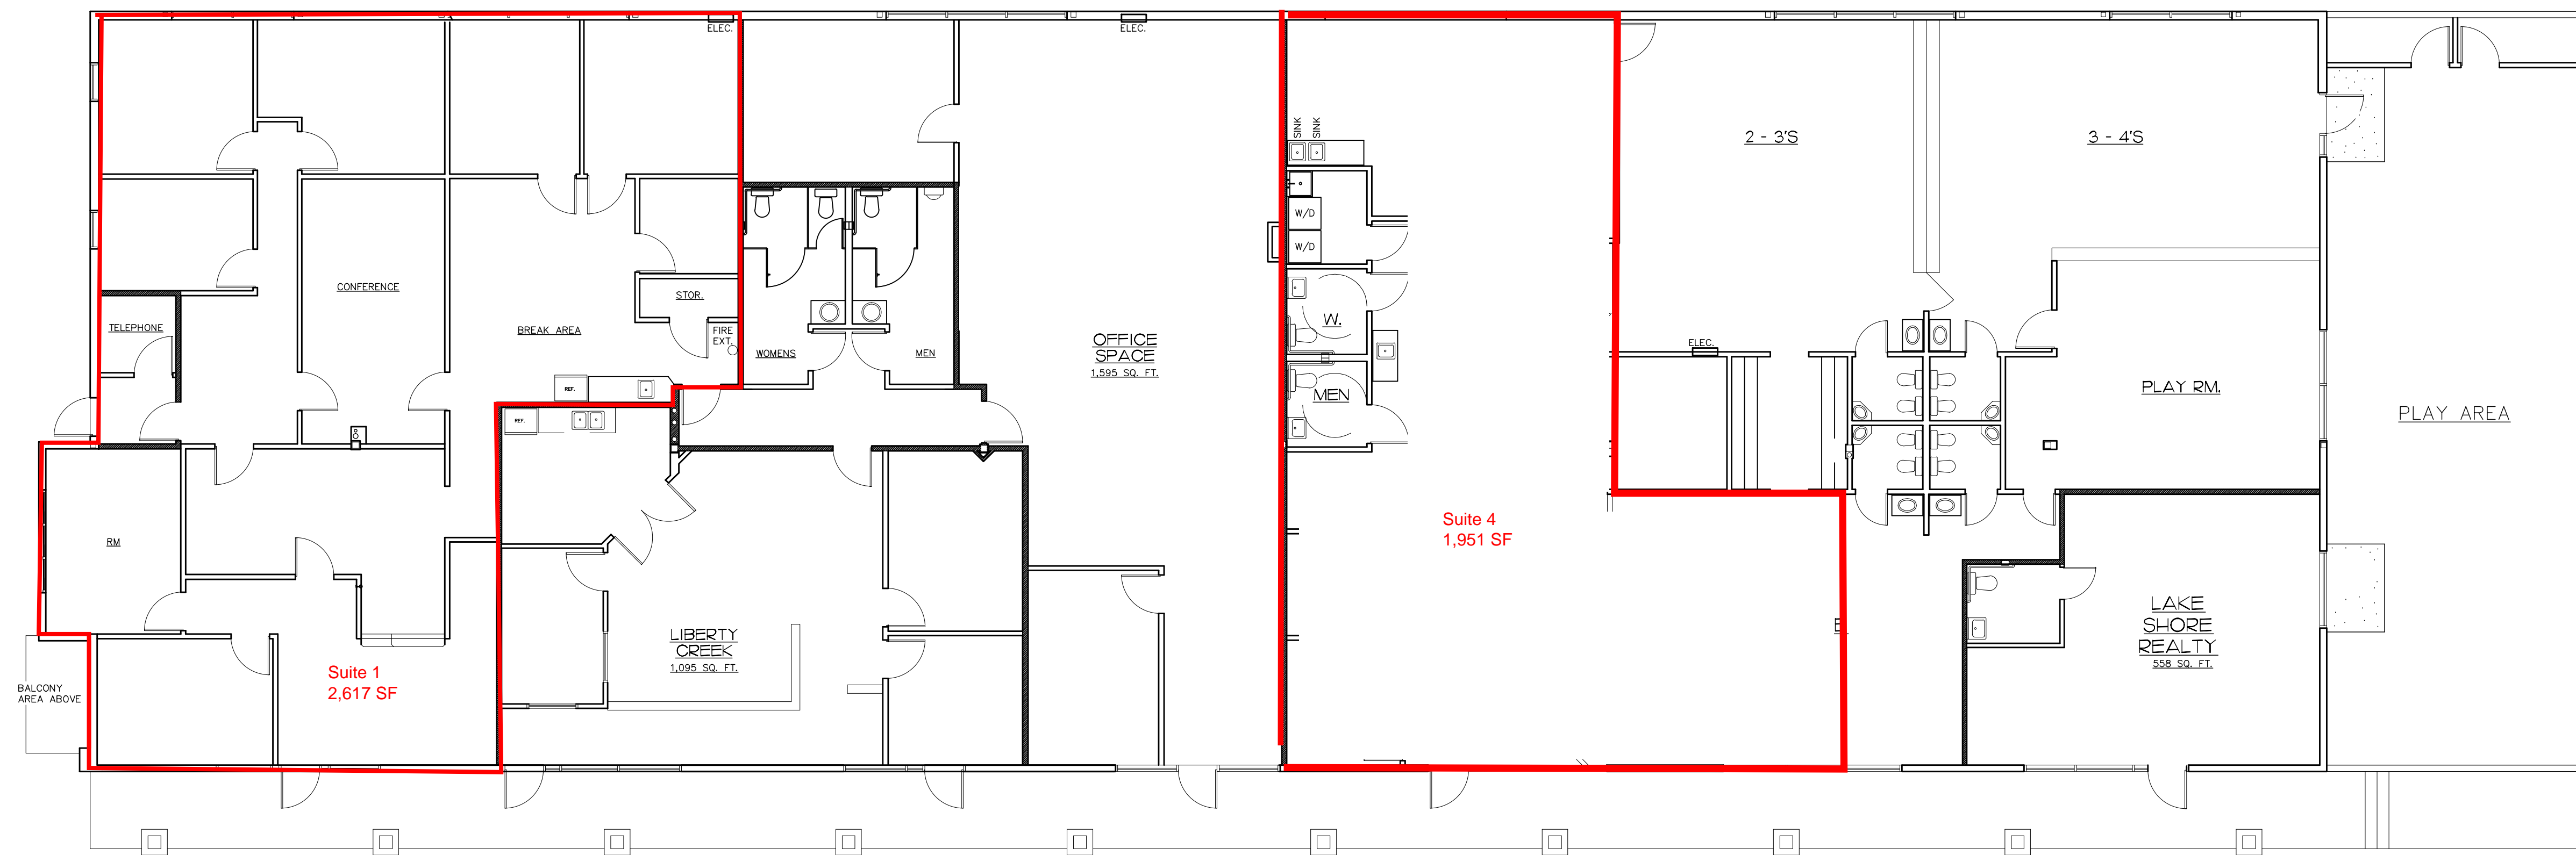 ELEC.
ELEC.
SINK
SINK
2 - 3'S
3 - 4'S
W/D
W/D
CONFERENCE
STOR.
TELEPHONE
BREAK AREA
FIRE
EXT.
WOMENS
MEN
OFFICE
SPACE
1,595 SQ. FT.
W.
ELEC.
MEN
REF.
REF.
PLAY RM.
PLAY AREA
RM
Suite 4
1,951 SF
LIBERTY
CREEK
1,095 SQ. FT.
LAKE
SHORE
REALTY
558 SQ. FT.
Suite 1
2,617 SF
BALCONY
AREA ABOVE